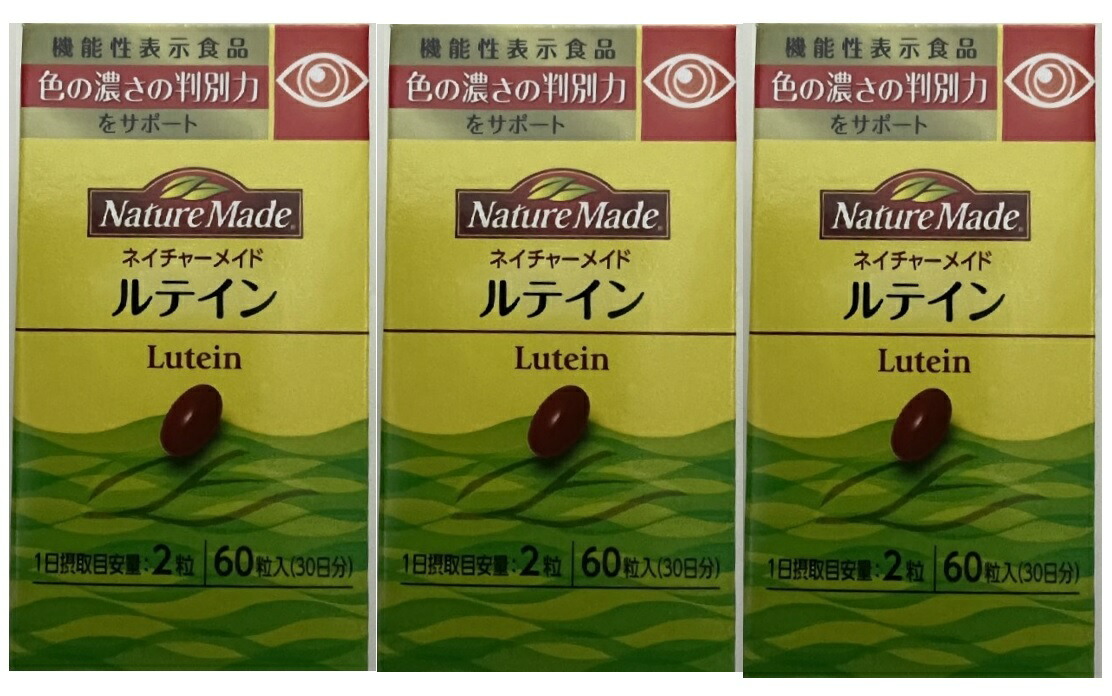 機能性表示食品
色の濃さの判別力
をサポート
Nature Made®
ネイチャーメイド
ルテイン
Lutein
1日摂取目安量:2粒 60粒入(30日分)
機能性表示食品
色の濃さの判別力
をサポート
Nature Made®
ネイチャーメイド
ルテイン
Lutein
1日摂取目安量:2粒 60粒入(30日分)
機能性表示食品
色の濃さの判別力
をサポート
Nature Made®
ネイチャーメイド
ルテイン
Lutein
1日摂取目安量:2粒 60粒入(30日分)